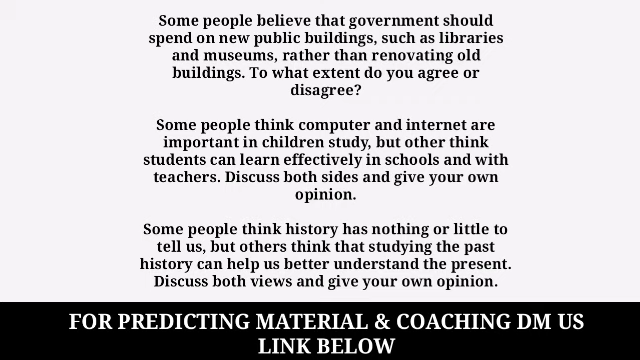 Some people believe that government should
spend on new public buildings, such as libraries
and museums, rather than renovating old
buildings. To what extent do you agree or
disagree?
Some people think computer and internet are
important in children study, but other think
students can learn effectively in schools and with
teachers. Discuss both sides and give your own
opinion.
Some people think history has nothing or little to
tell us, but others think that studying the past
history can help us better understand the present.
Discuss both views and give your own opinion.
FOR PREDICTING MATERIAL & COACHING DM US
LINK BELOW